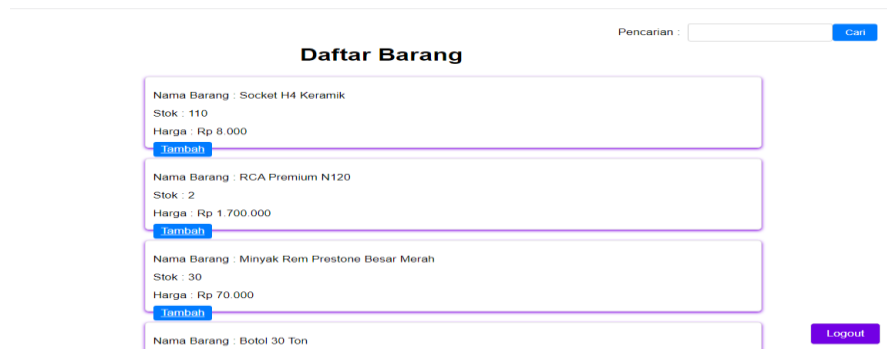 Pencarian :
Cari
Daftar Barang
Nama Barang : Socket H4 Keramik
Stok : 110
Harga : Rp 8.000
Tambah
Nama Barang : RCA Premium N120
Stok : 2
Harga : Rp 1.700.000
Tambah
Nama Barang : Minyak Rem Prestone Besar Merah
Stok : 30
Harga : Rp 70.000
Tambah
Nama Barang : Botol 30 Ton
Logout